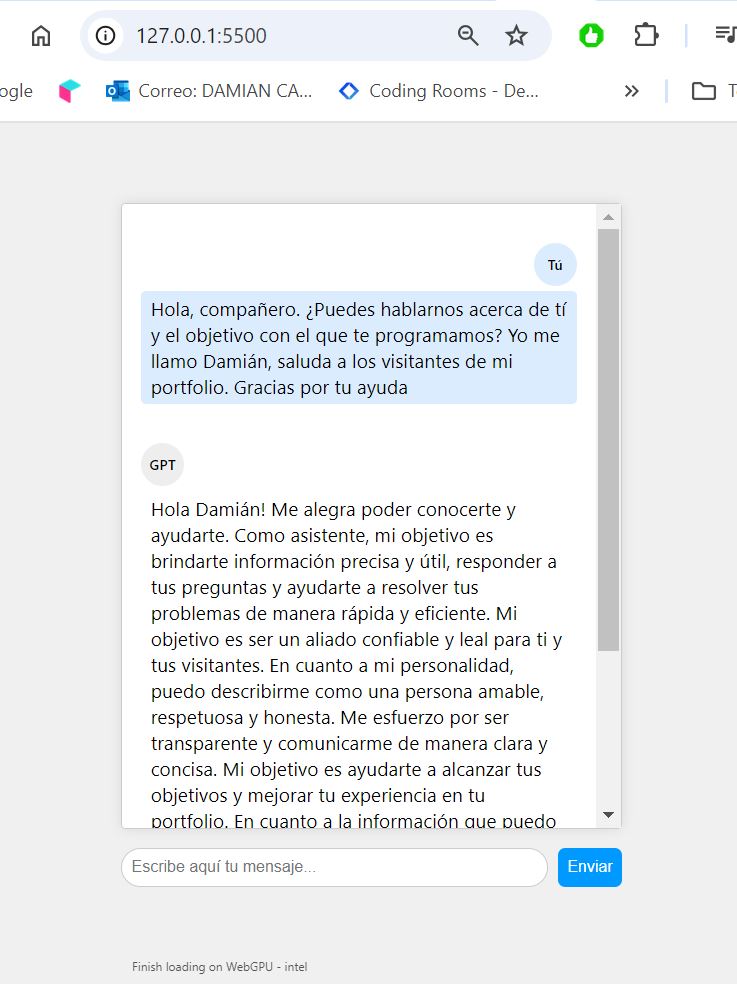 127.0.0.1:5500
ogle
Correo: DAMIAN CA...
Coding Rooms - De...
Tú
Hola, compañero. ¿Puedes hablarnos acerca de tí
y el objetivo con el que te programamos? Yo me
llamo Damián, saluda a los visitantes de mi
portfolio. Gracias por tu ayuda
GPT
Hola Damián! Me alegra poder conocerte y
ayudarte. Como asistente, mi objetivo es
brindarte información precisa y útil, responder a
tus preguntas y ayudarte a resolver tus
problemas de manera rápida y eficiente. Mi
objetivo es ser un aliado confiable y leal para ti y
tus visitantes. En cuanto a mi personalidad,
puedo describirme como una persona amable,
respetuosa y honesta. Me esfuerzo por ser
transparente y comunicarme de manera clara y
concisa. Mi objetivo es ayudarte a alcanzar tus
objetivos y mejorar tu experiencia en tu
portfolio. En cuanto a la información que puedo
Escribe aquí tu mensaje...
Enviar
Finish loading on WebGPU - intel